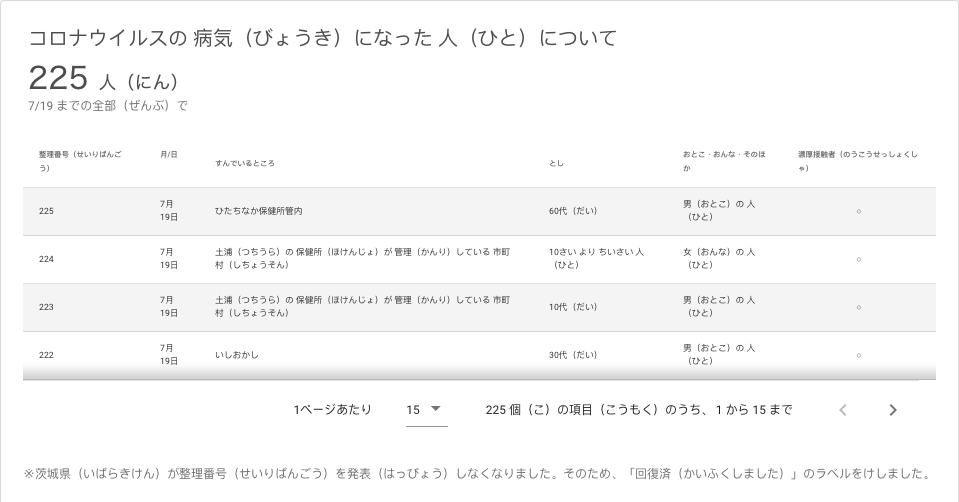 コロナウイルスの 病気（びょうき）になった 人（ひと）について
225 人（にん）
7/19 までの全部（ぜんぶ）で
整理番号（せいりばんごう） 月/日 すんでいるところ とし おとこ・おんな・そのほか 濃厚接触者（のうこうせっしょくしゃ）
225 7月19日 ひたちなか保健所管内 60代（だい） 男（おとこ）の 人（ひと） ○
224 7月19日 土浦（つちうら）の 保健所（ほけんじょ）が 管理（かんり）している 市町村（しちょうそん） 10さい より ちいさい 人（ひと） 女（おんな）の 人（ひと） ○
223 7月19日 土浦（つちうら）の 保健所（ほけんじょ）が 管理（かんり）している 市町村（しちょうそん） 10代（だい） 男（おとこ）の 人（ひと） ○
222 7月19日 いしおかし 30代（だい） 男（おとこ）の 人（ひと） ○
1ページあたり 15 225 個（こ）の項目（こうもく）のうち、1 から 15 まで
※茨城県（いばらきけん）が整理番号（せいりばんごう）を発表（はっぴょう）しなくなりました。そのため、「回復済（かいふくしました）」のラベルをけしました。